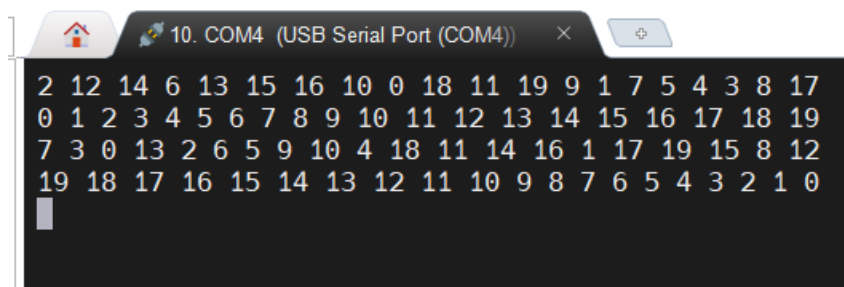 10. COM4 (USB Serial Port (COM4))
2 12 14 6 13 15 16 10 0 18 11 19 9 1 7 5 4 3 8 17
0 1 2 3 4 5 6 7 8 9 10 11 12 13 14 15 16 17 18 19
7 3 0 13 2 6 5 9 10 4 18 11 14 16 1 17 19 15 8 12
19 18 17 16 15 14 13 12 11 10 9 8 7 6 5 4 3 2 1 0